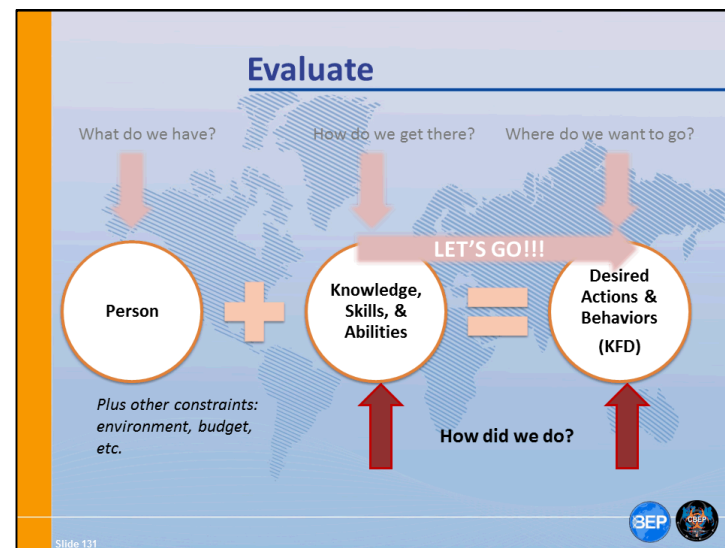 Evaluate
What do we have?
How do we get there?
Where do we want to go?
LET'S GO!!!
Person
Knowledge,
Skills, &
Abilities
Desired
Actions &
Behaviors
(KFD)
Plus other constraints:
environment, budget,
etc.
How did we do?
BEP
CBEP
Slide 131